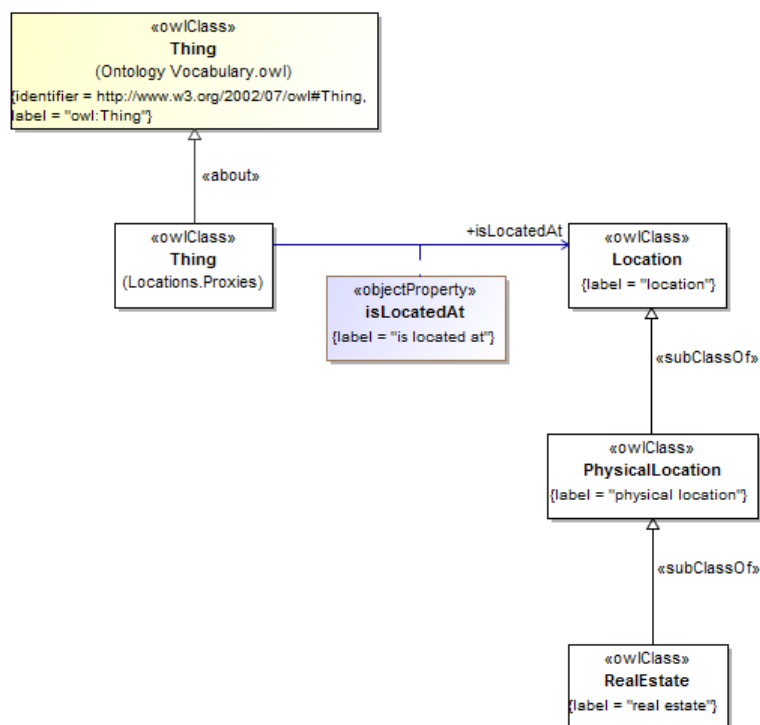 «owlClass»
Thing
(Ontology Vocabulary.owl)
{identifier = http://www.w3.org/2002/07/owl#Thing,
label = "owl:Thing"}
«about»
«owlClass»
Thing
(Locations.Proxies)
+isLocatedAt
«owlClass»
Location
{label = "location"}
«objectProperty»
isLocatedAt
{label = "is located at"}
«subClassOf»
«owlClass»
PhysicalLocation
{label = "physical location"}
«subClassOf»
«owlClass»
RealEstate
{label = "real estate"}